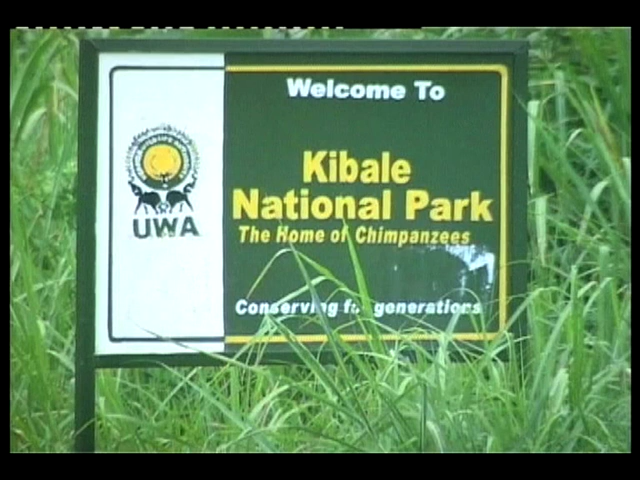 Welcome To
Kibale
National Park
The Home of Chimpanzees
Conserving generations
UWA